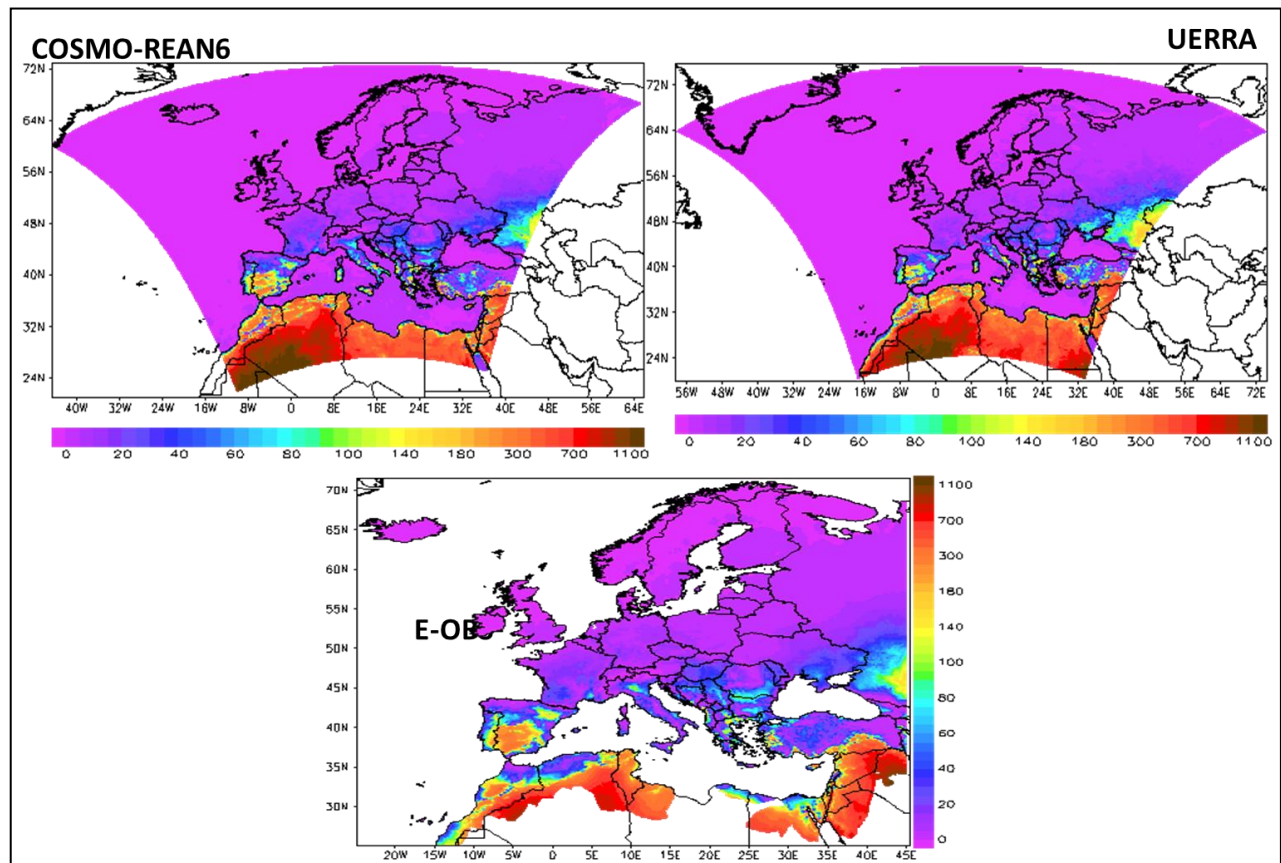 COSMO-REAN6
72N
64N
56N
48N
40N
32N
24N
40W 32W 24W 16W 8W 0 8E 16E 24E 32E 40E 48E 56E 64E
0 20 40 60 80 100 140 180 300 700 1100
UERRA
72N
64N
56N
48N
40N
32N
24N
56W 48W 40W 32W 24W 16W 8W 0 8E 16E 24E 32E 40E 48E 56E 64E 72E
0 20 40 60 80 100 140 180 300 700 1100
E-OBS
70N
65N
60N
55N
50N
45N
40N
35N
30N
20W 15W 10W 5W 0 5E 10E 15E 20E 25E 30E 35E 40E 45E
1100
700
300
180
140
100
80
60
40
20
0